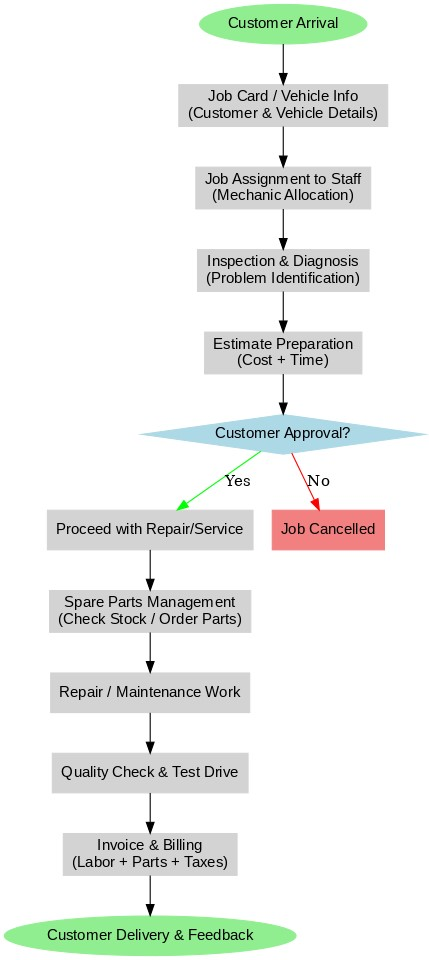 Customer Arrival
Job Card / Vehicle Info
(Customer & Vehicle Details)
Job Assignment to Staff
(Mechanic Allocation)
Inspection & Diagnosis
(Problem Identification)
Estimate Preparation
(Cost + Time)
Customer Approval?
Yes
No
Proceed with Repair/Service
Job Cancelled
Spare Parts Management
(Check Stock / Order Parts)
Repair / Maintenance Work
Quality Check & Test Drive
Invoice & Billing
(Labor + Parts + Taxes)
Customer Delivery & Feedback